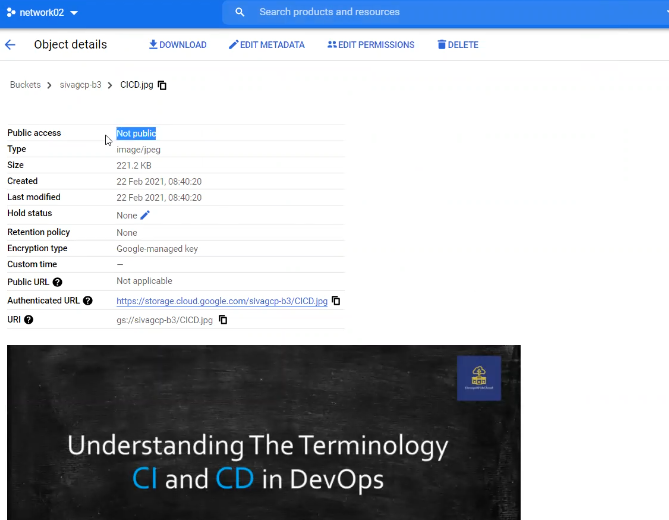 network02
Search products and resources
Object details
DOWNLOAD
EDIT METADATA
EDIT PERMISSIONS
DELETE
Buckets > sivagcp-b3 > CICD.jpg
Public access Not public
Type image/jpeg
Size 221.2 KB
Created 22 Feb 2021, 08:40:20
Last modified 22 Feb 2021, 08:40:20
Hold status None
Retention policy None
Encryption type Google-managed key
Custom time —
Public URL ? Not applicable
Authenticated URL ? https://storage.cloud.google.com/sivagcp-b3/CICD.jpg
URI ? gs://sivagcp-b3/CICD.jpg
Understanding The Terminology
CI and CD in DevOps